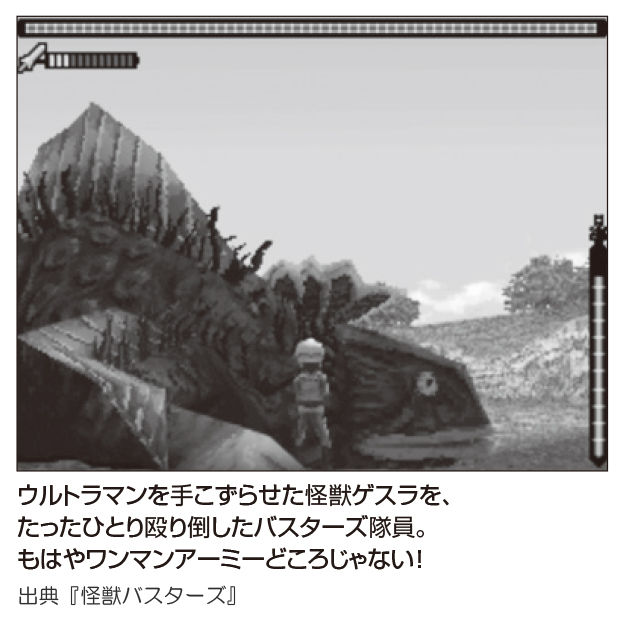 ウルトラマンを手こずらせた怪獣ゲスラを、
たったひとり殴り倒したバスターズ隊員。
もはやワンマンアーミーどころじゃない!
出典『怪獣バスターズ』